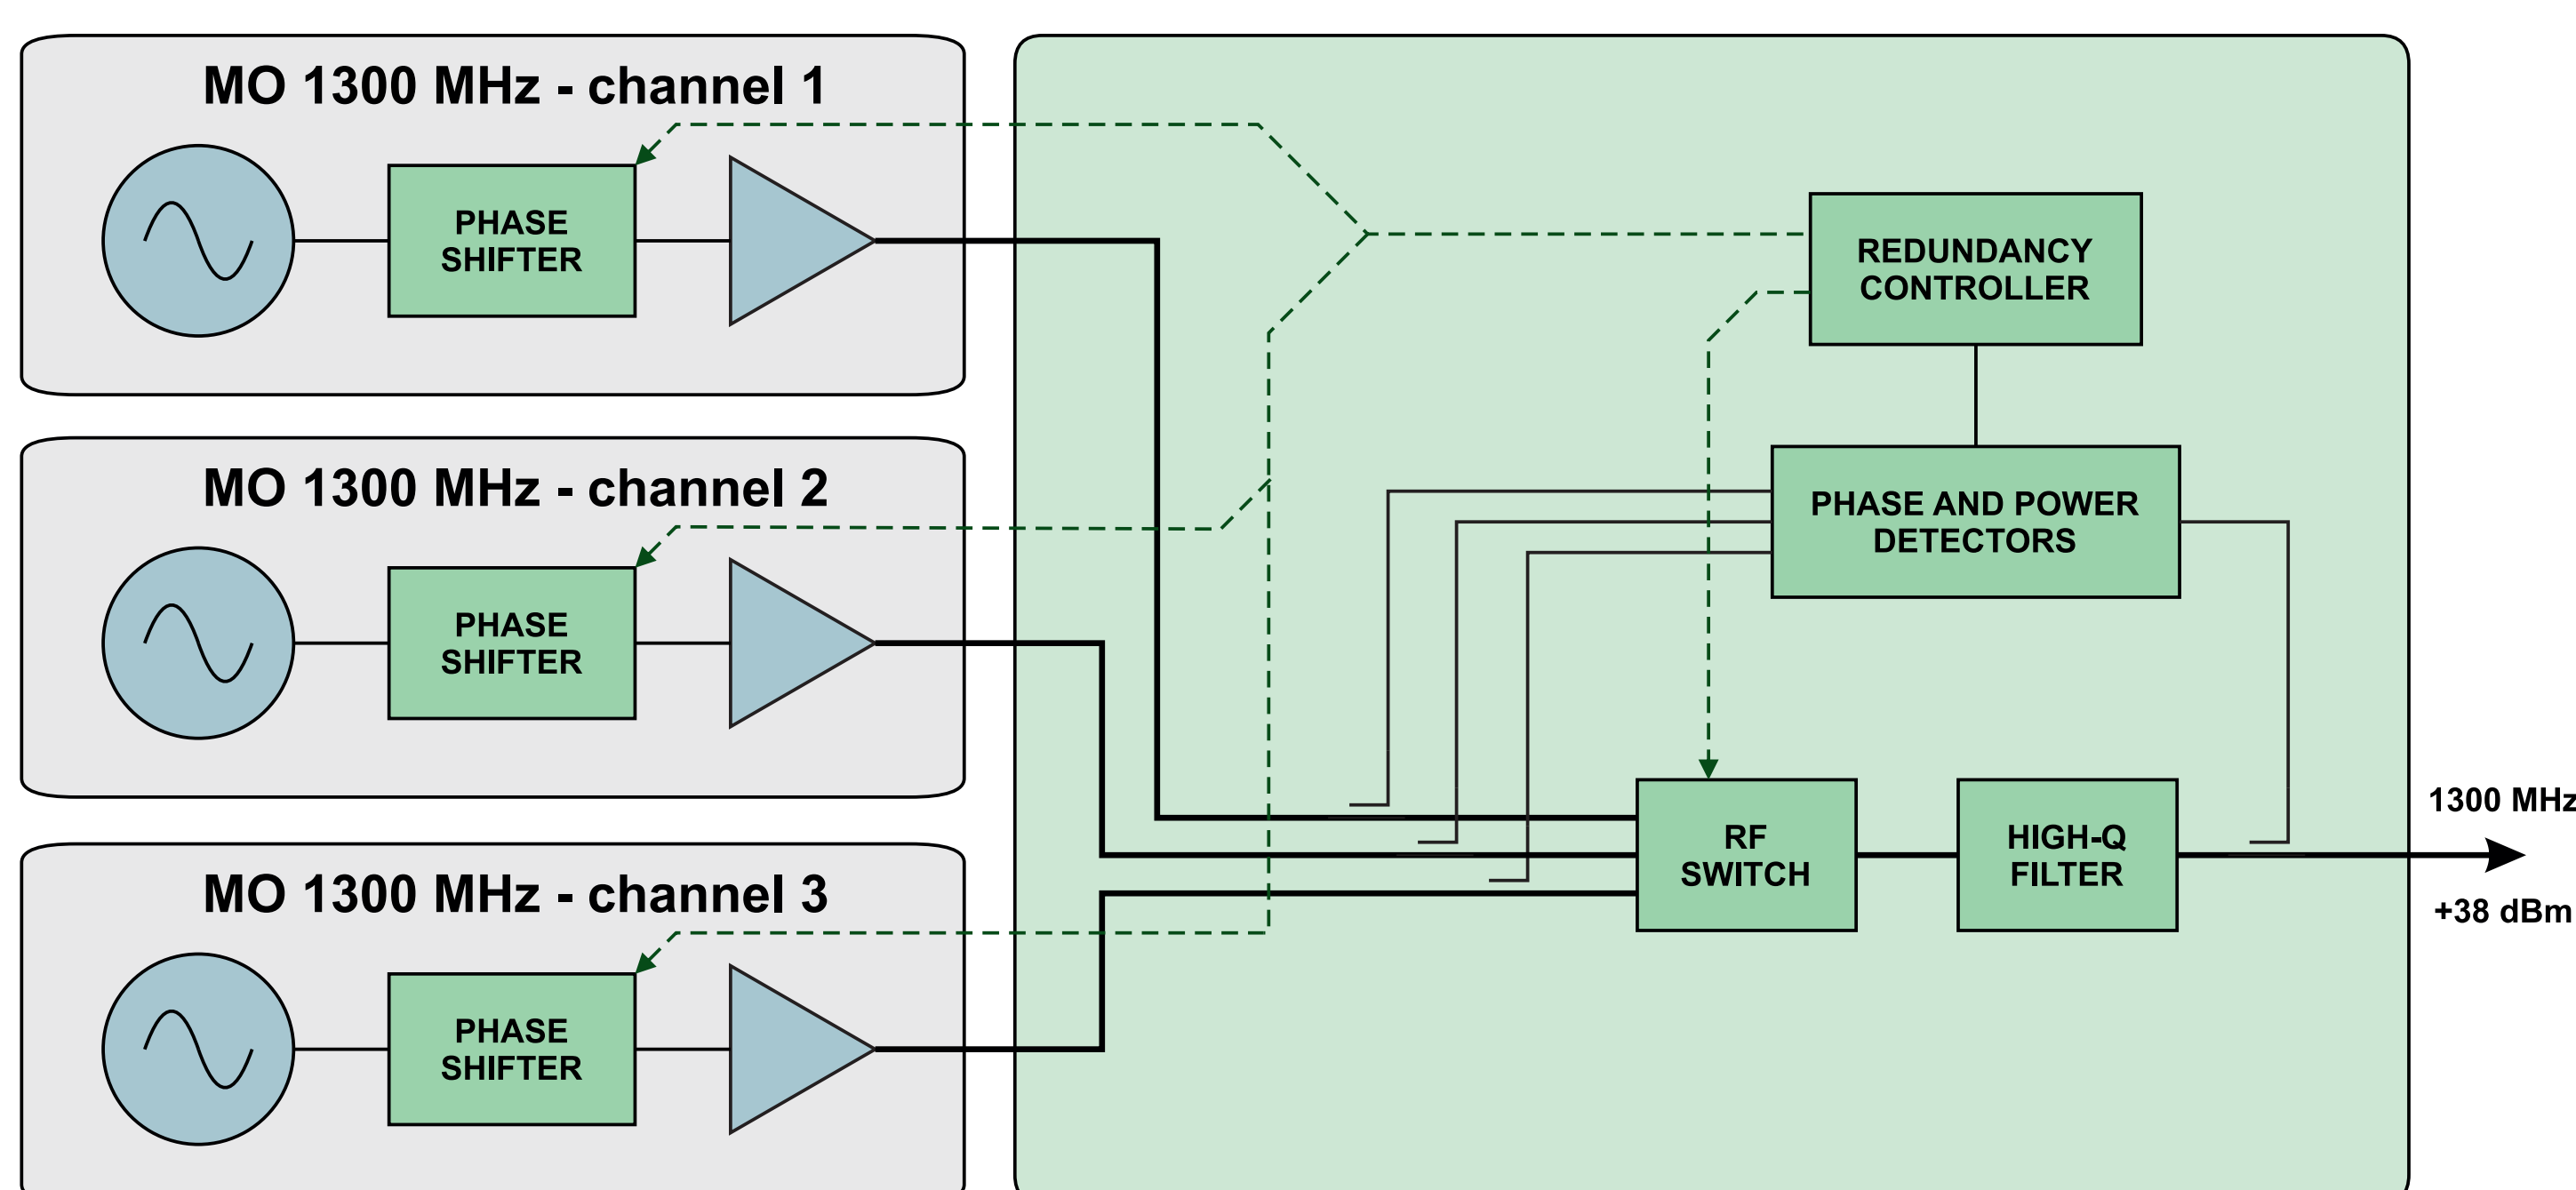 MO 1300 MHz - channel 1
PHASE
SHIFTER
MO 1300 MHz - channel 2
PHASE
SHIFTER
MO 1300 MHz - channel 3
PHASE
SHIFTER
REDUNDANCY
CONTROLLER
PHASE AND POWER
DETECTORS
RF
SWITCH
HIGH-Q
FILTER
1300 MHz
+38 dBm